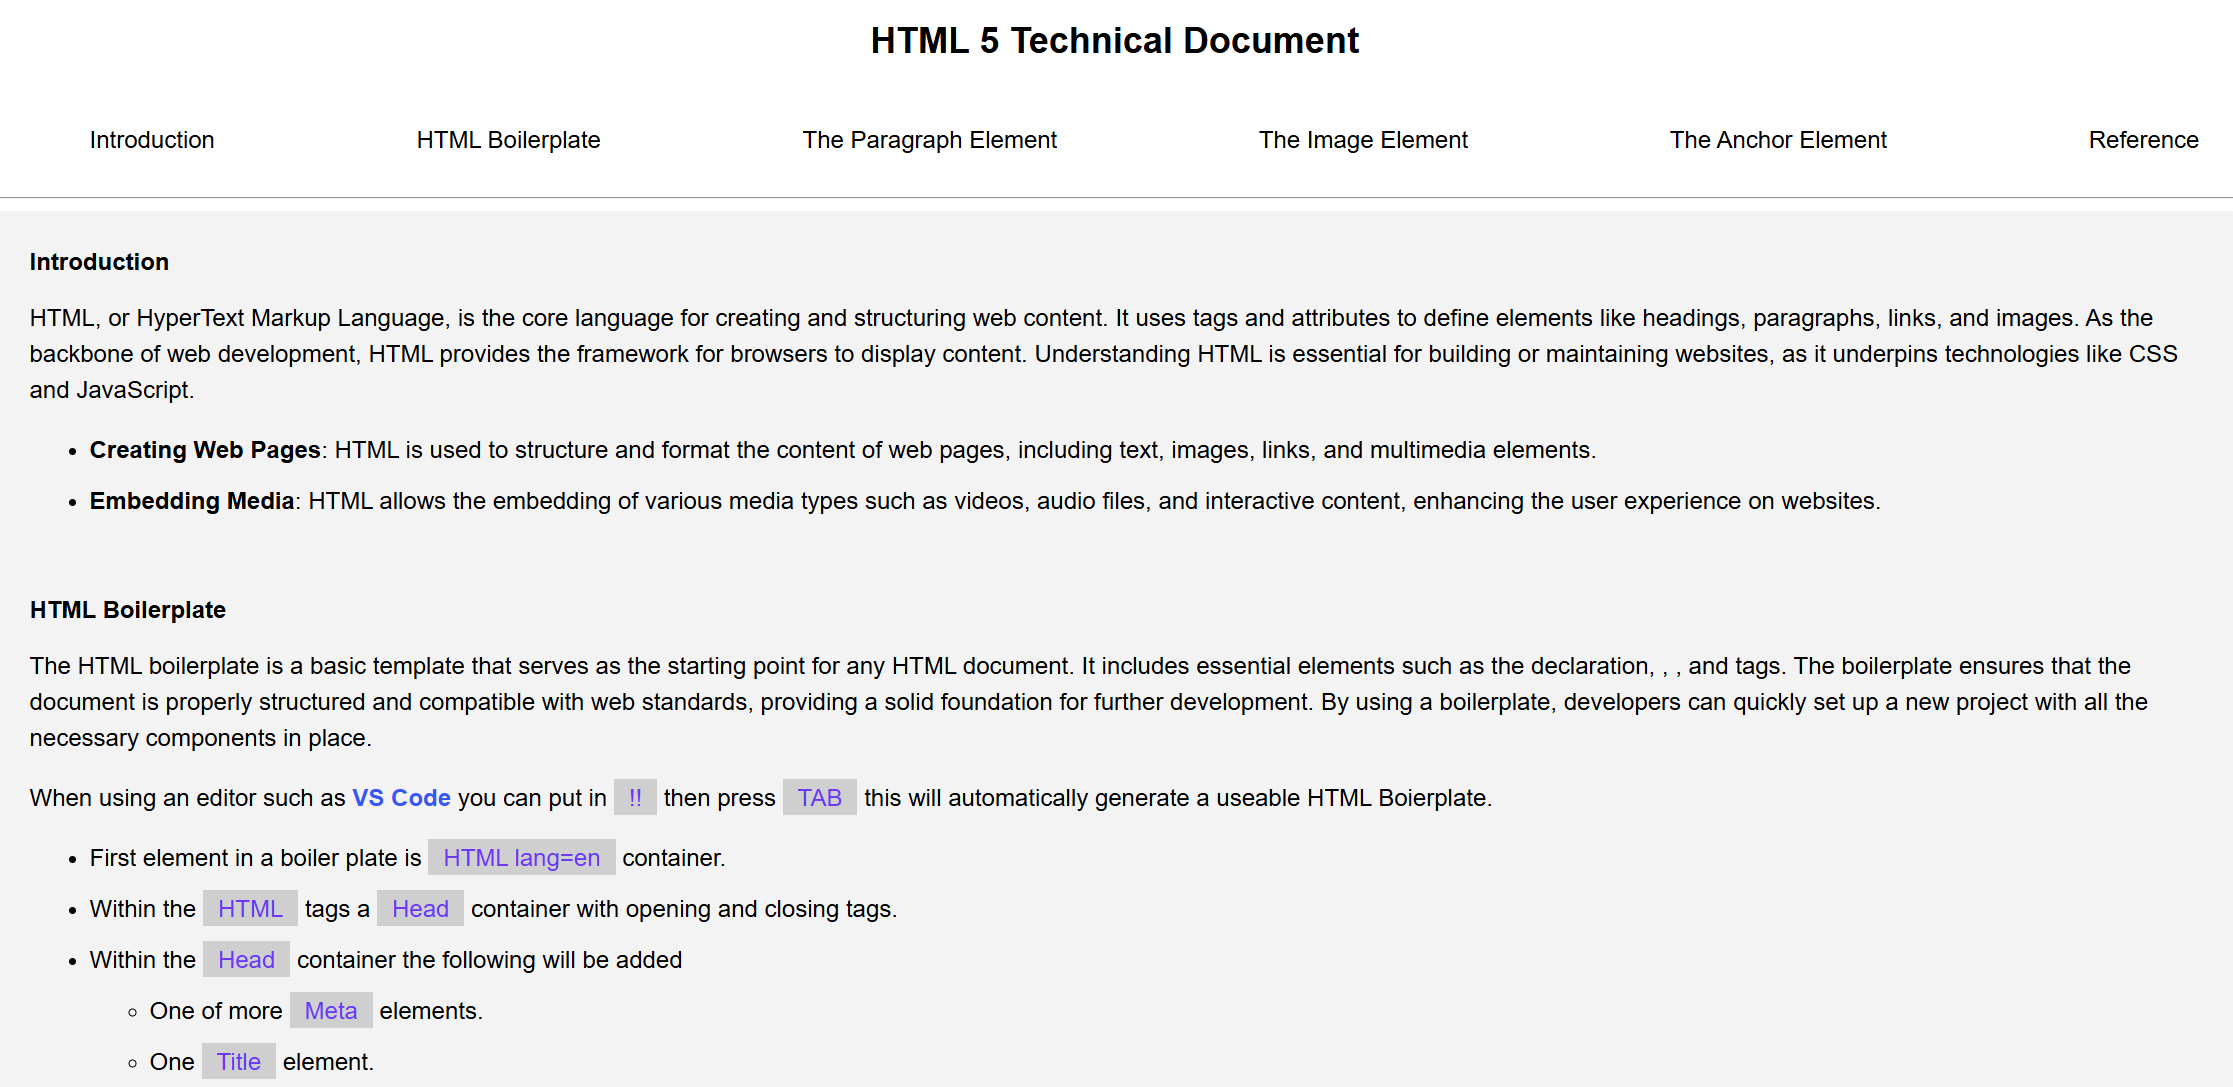 HTML 5 Technical Document
Introduction HTML Boilerplate The Paragraph Element The Image Element The Anchor Element Reference
Introduction
HTML, or HyperText Markup Language, is the core language for creating and structuring web content. It uses tags and attributes to define elements like headings, paragraphs, links, and images. As the
backbone of web development, HTML provides the framework for browsers to display content. Understanding HTML is essential for building or maintaining websites, as it underpins technologies like CSS
and JavaScript.
• Creating Web Pages: HTML is used to structure and format the content of web pages, including text, images, links, and multimedia elements.
• Embedding Media: HTML allows the embedding of various media types such as videos, audio files, and interactive content, enhancing the user experience on websites.
HTML Boilerplate
The HTML boilerplate is a basic template that serves as the starting point for any HTML document. It includes essential elements such as the declaration, , , and tags. The boilerplate ensures that the
document is properly structured and compatible with web standards, providing a solid foundation for further development. By using a boilerplate, developers can quickly set up a new project with all the
necessary components in place.
When using an editor such as VS Code you can put in !! then press TAB this will automatically generate a useable HTML Boierplate.
• First element in a boiler plate is HTML lang=en container.
• Within the HTML tags a Head container with opening and closing tags.
• Within the Head container the following will be added
◦ One of more Meta elements.
◦ One Title element.